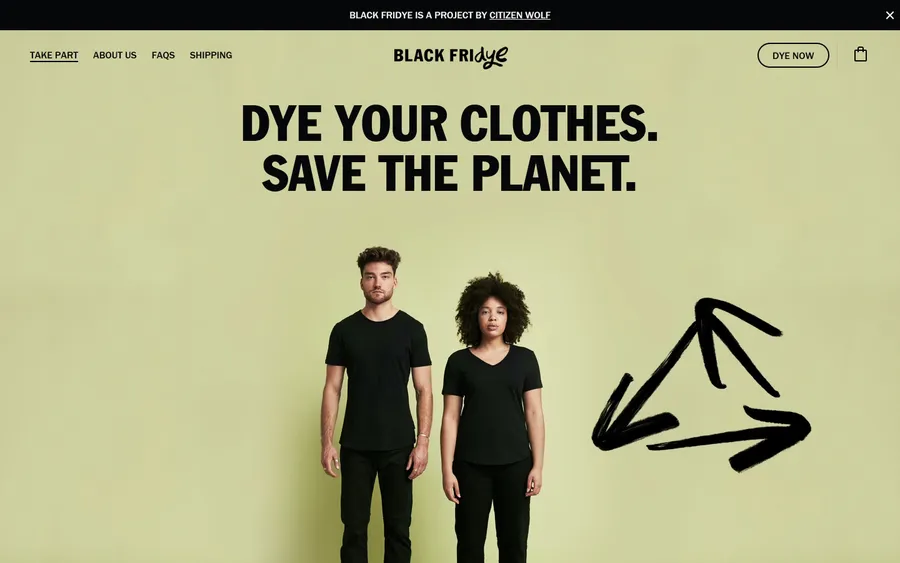 BLACK FRIDYE IS A PROJECT BY CITIZEN WOLF
TAKE PART
ABOUT US
FAQS
SHIPPING
BLACK FRIdye
DYE NOW
DYE YOUR CLOTHES.
SAVE THE PLANET.